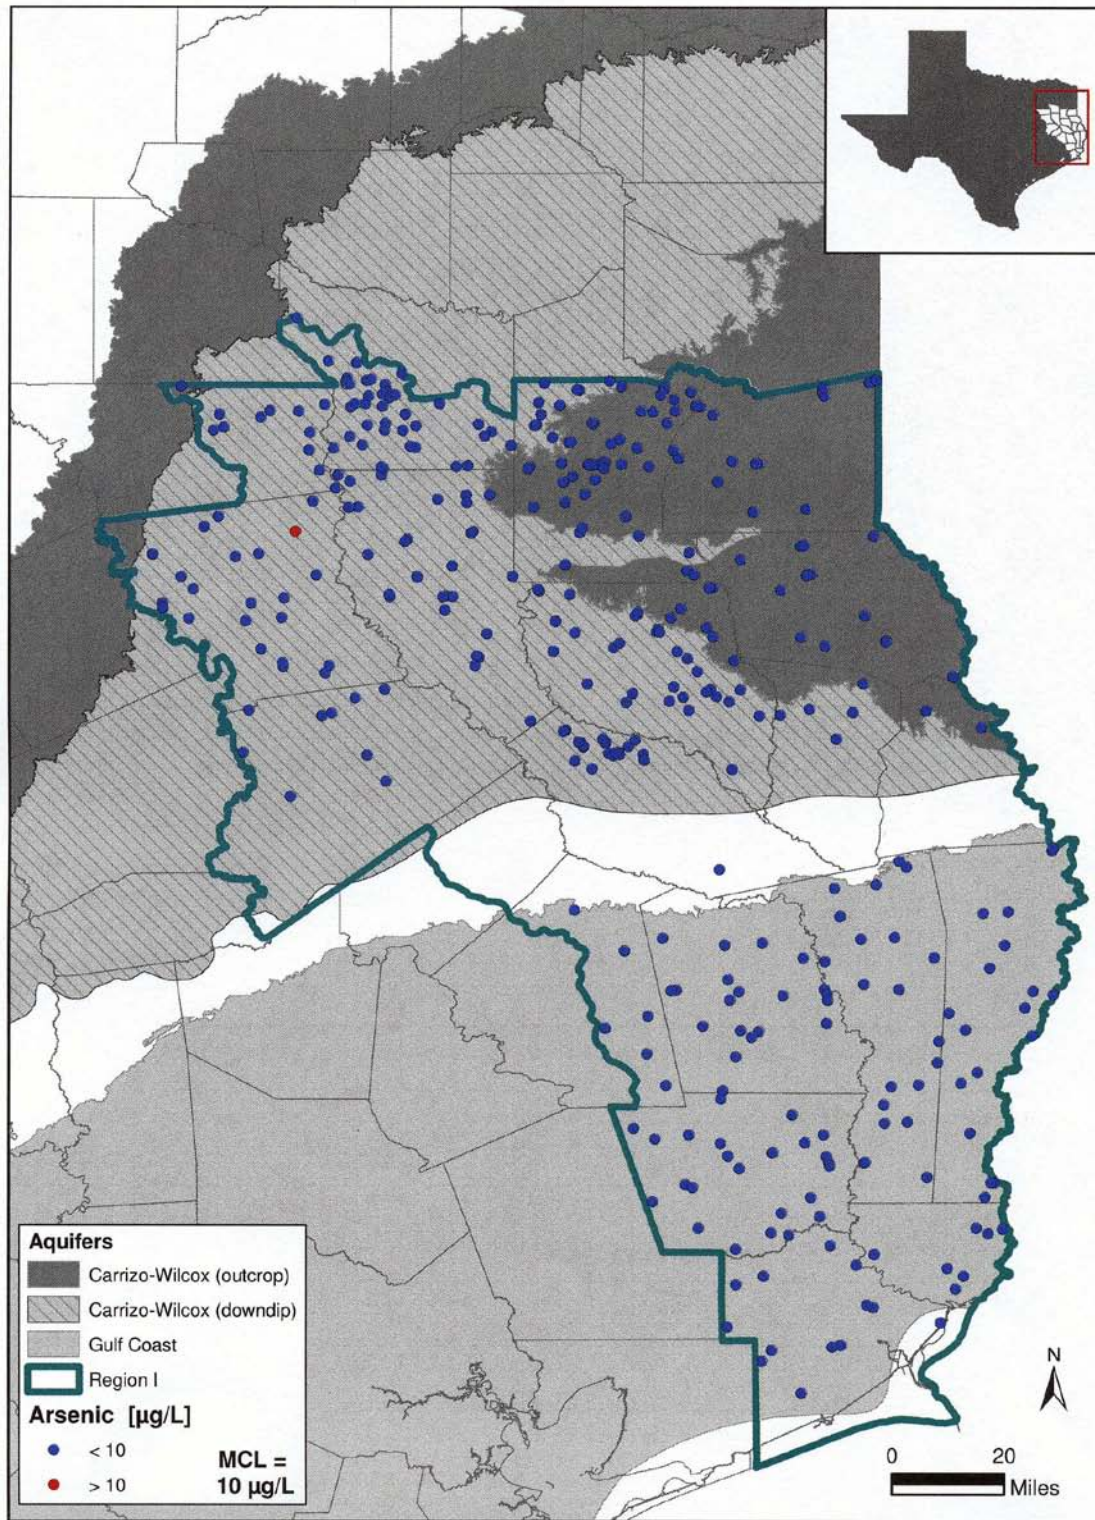 Aquifers
Carrizo-Wilcox (outcrop)
Carrizo-Wilcox (downdip)
Gulf Coast
Region I
Arsenic [µg/L]
< 10
> 10
MCL =
10 µg/L
N
0 20
Miles